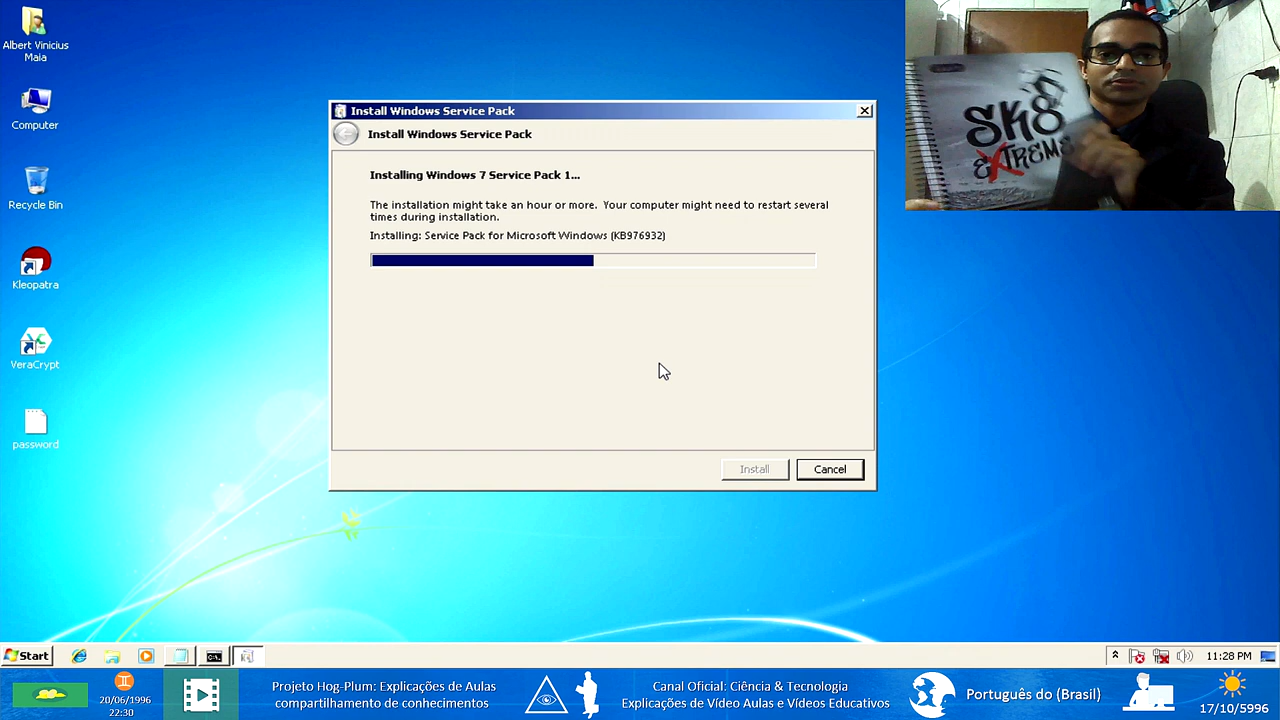 Albert Vinicius
Maia
Computer
Recycle Bin
Kleopatra
VeraCrypt
password
Install Windows Service Pack
Install Windows Service Pack
Installing Windows 7 Service Pack 1...
The installation might take an hour or more. Your computer might need to restart several
times during installation.
Installing: Service Pack for Microsoft Windows (KB976932)
Install
Cancel
SK8
EXTREME
Start
C:\
11:28 PM
20/06/1996
22:30
Projeto Hog-Plum: Explicações de Aulas
compartilhamento de conhecimentos
Canal Oficial: Ciência & Tecnologia
Explicações de Vídeo Aulas e Vídeos Educativos
Português do (Brasil)
17/10/5996